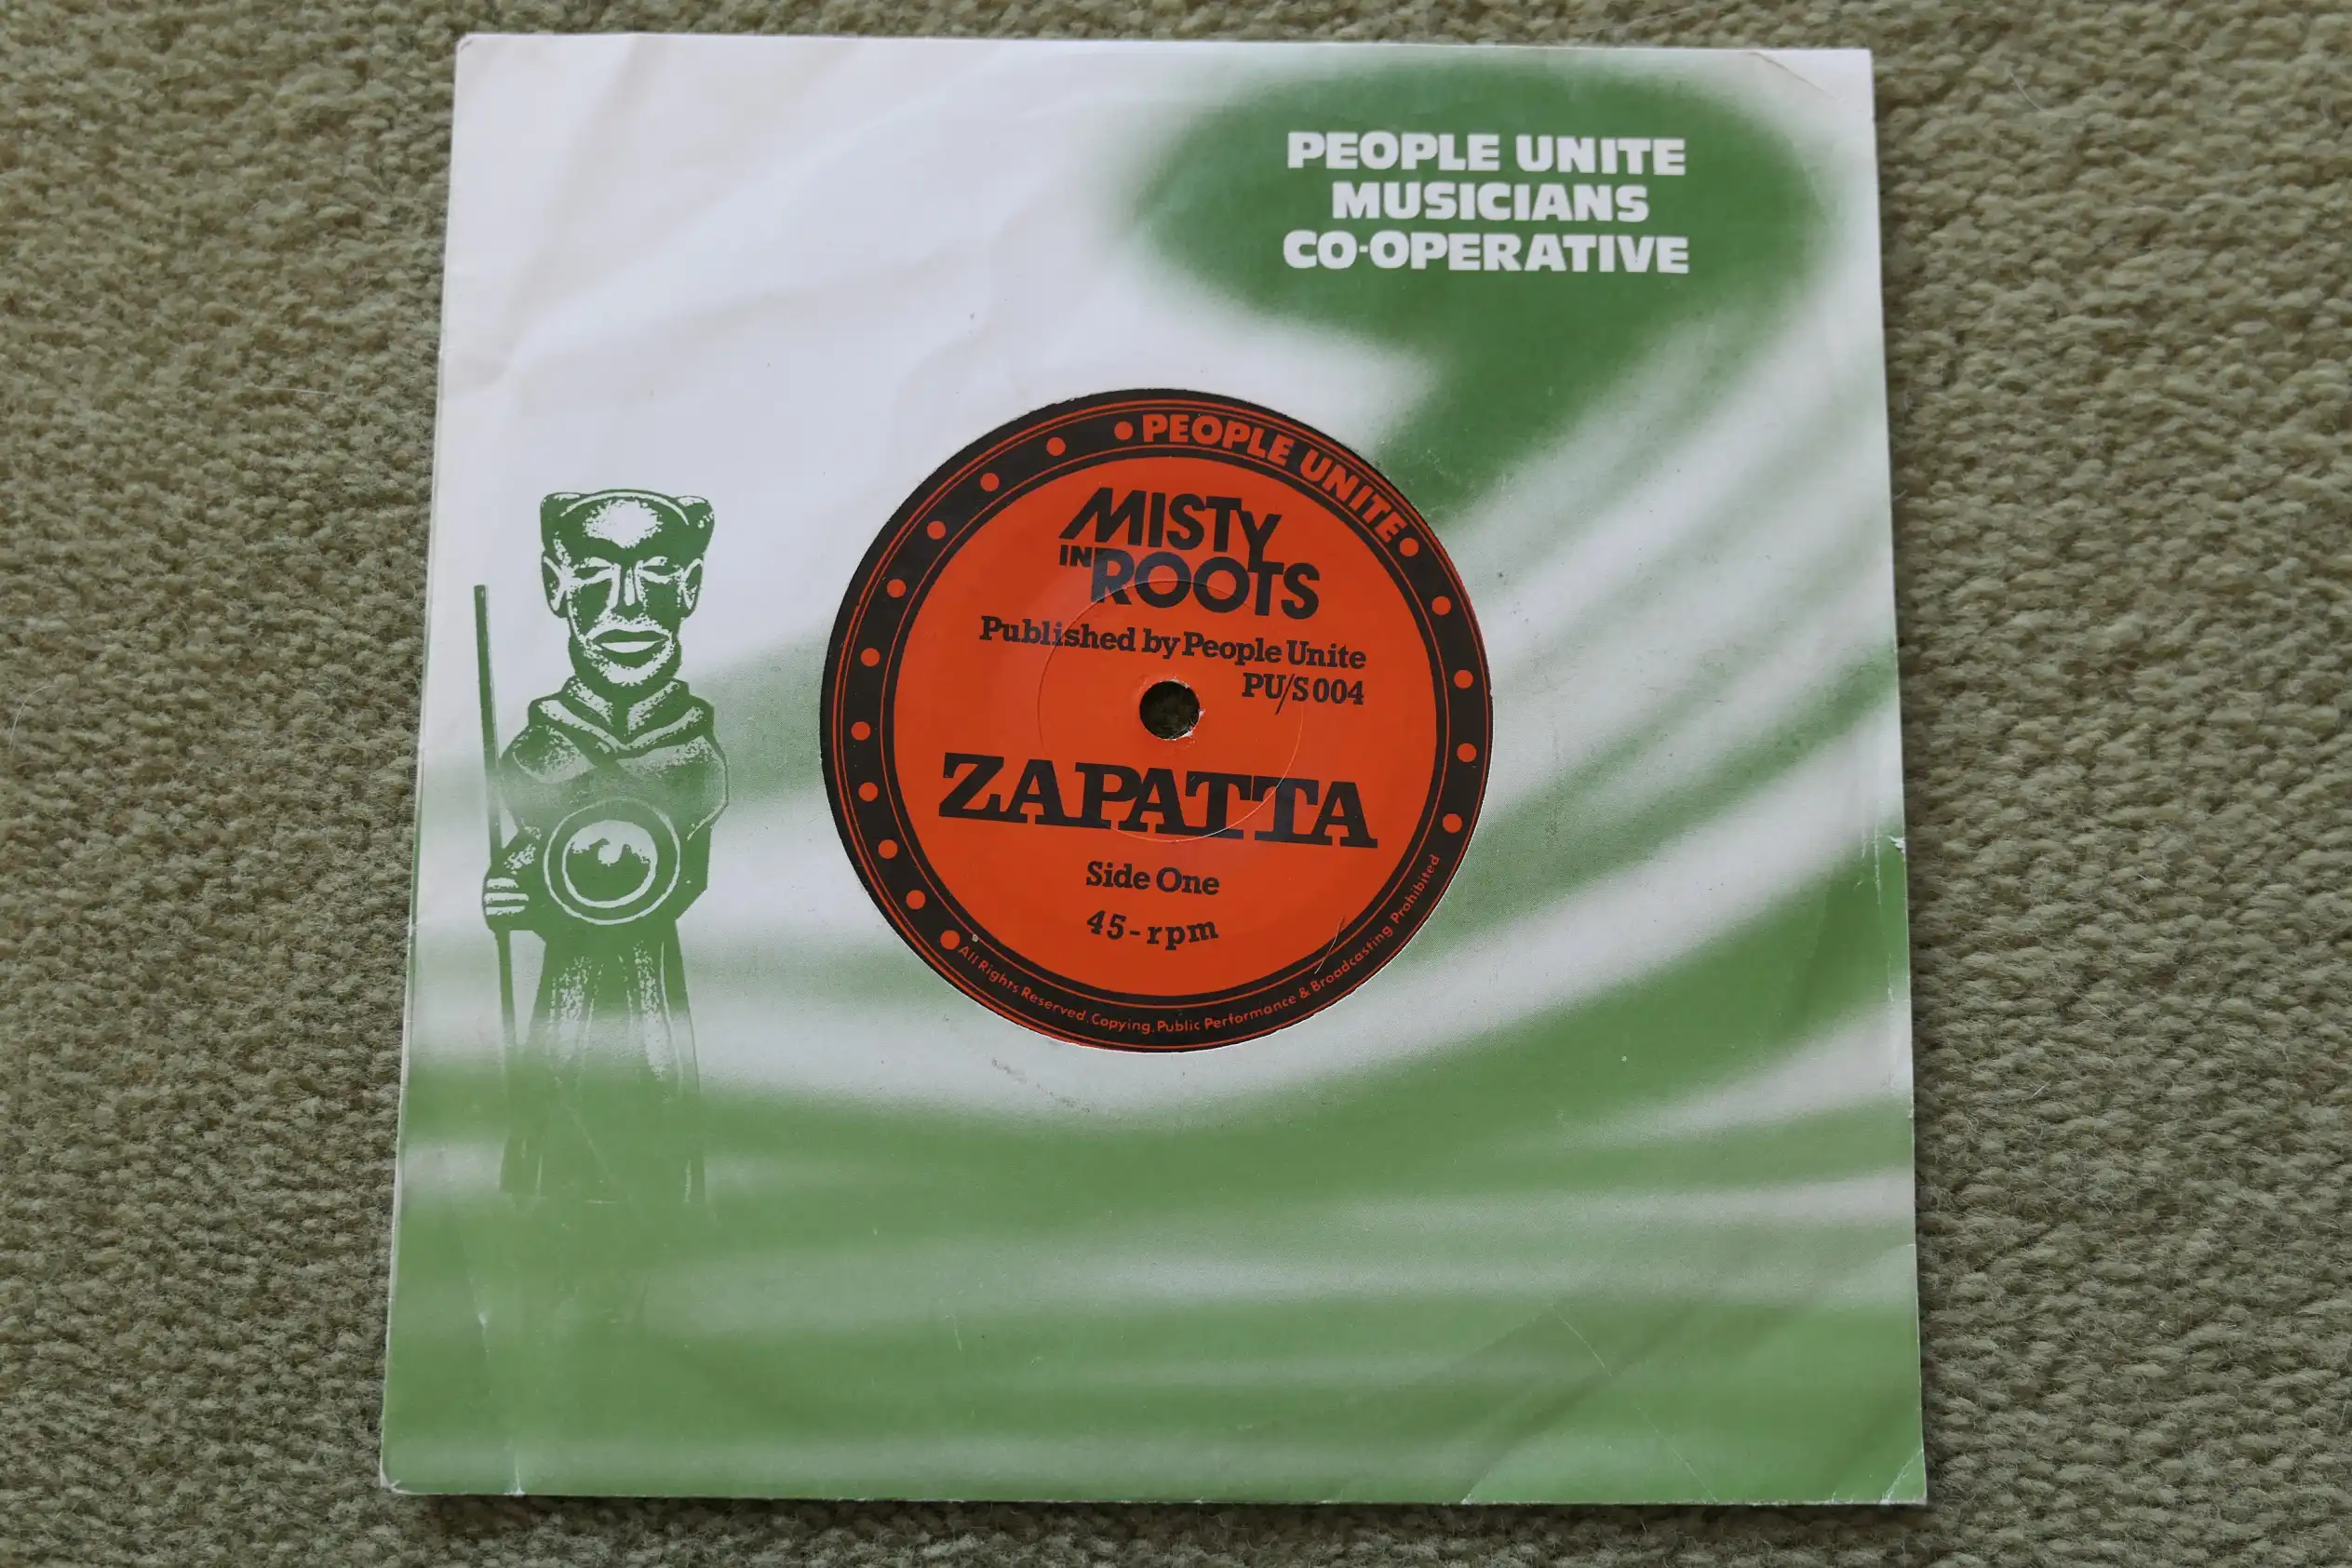 PEOPLE UNITE
MUSICIANS
CO-OPERATIVE
PEOPLE UNITE
MISTY
IN ROOTS
Published by People Unite
PU/S 004
ZAPATTA
Side One
45-rpm
All Rights Reserved. Copying, Public Performance & Broadcasting Prohibited